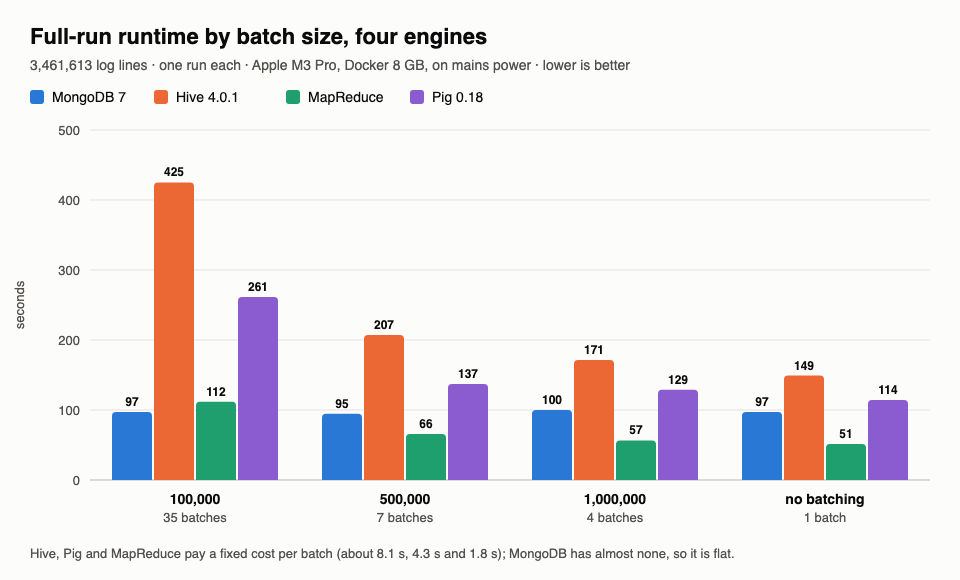 Full-run runtime by batch size, four engines
3,461,613 log lines · one run each · Apple M3 Pro, Docker 8 GB, on mains power · lower is better
MongoDB 7 Hive 4.0.1 MapReduce Pig 0.18
500
400
300
200
100
0
seconds
97 425 112 261
95 207 66 137
100 171 57 129
97 149 51 114
100,000 500,000 1,000,000 no batching
35 batches 7 batches 4 batches 1 batch
Hive, Pig and MapReduce pay a fixed cost per batch (about 8.1 s, 4.3 s and 1.8 s); MongoDB has almost none, so it is flat.